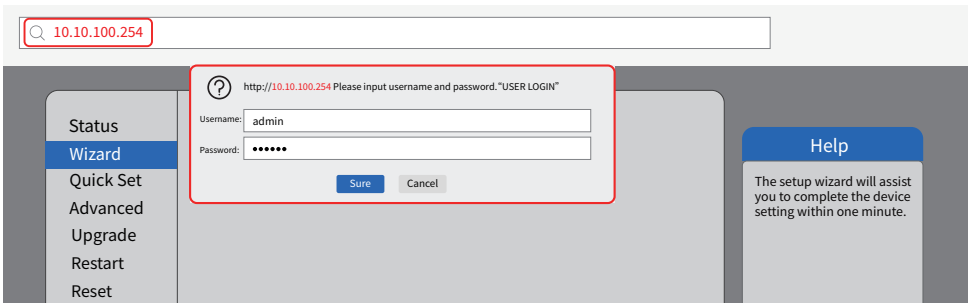 10.10.100.254
http://10.10.100.254 Please input username and password. "USER LOGIN"
Username: admin
Password: ••••••
Sure Cancel
Status
Wizard
Quick Set
Advanced
Upgrade
Restart
Reset
Help
The setup wizard will assist
you to complete the device
setting within one minute.